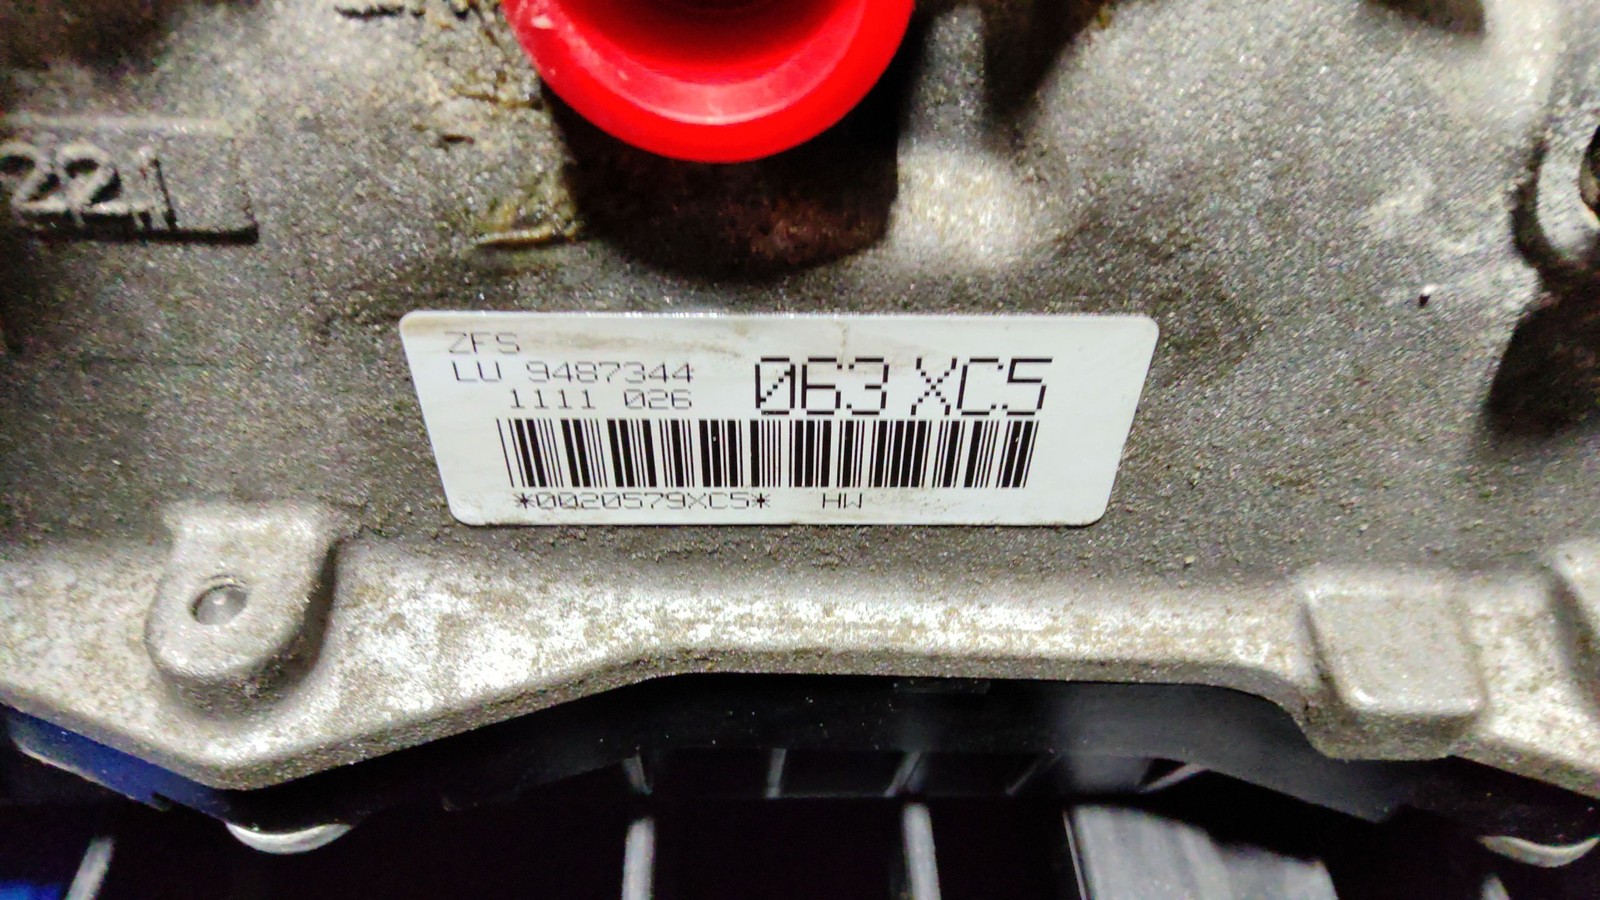 221
ZFS
LU 9487344
1111 026
063 XC5
*0020579XC5* HW